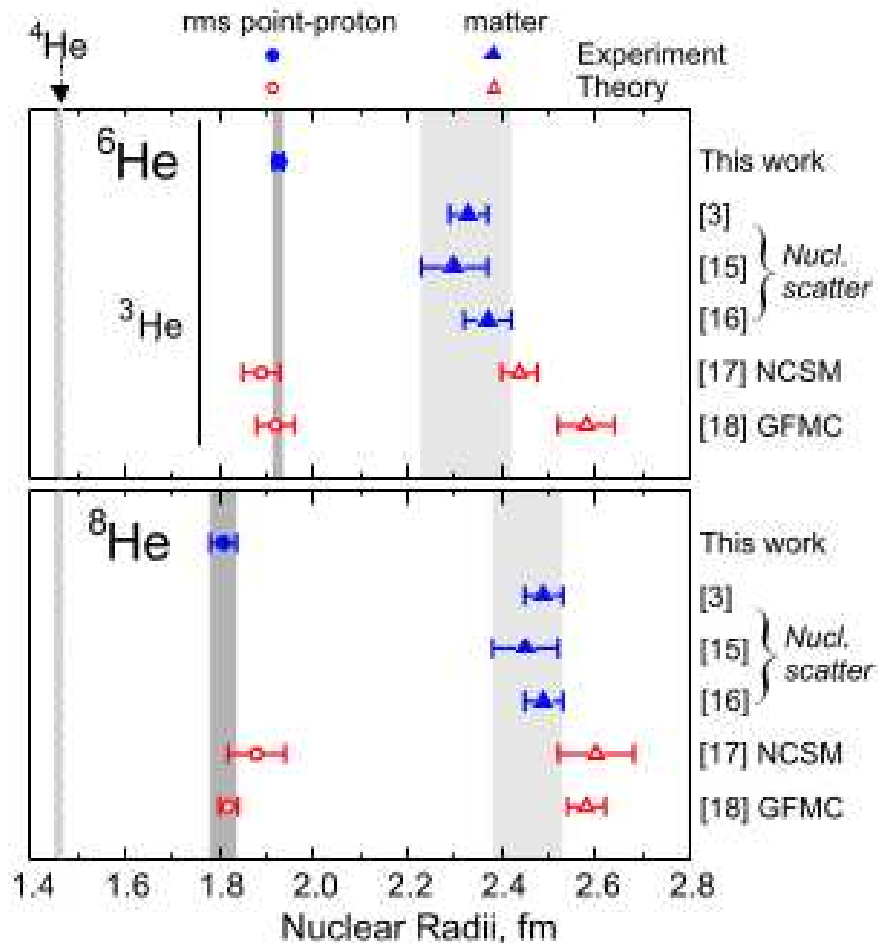 rms point-proton matter
⁴He
Experiment
Theory
⁶He
This work
[3]
[15] Nucl.
scatter
³He
[16]
[17] NCSM
[18] GFMC
⁸He
This work
[3]
[15] Nucl.
scatter
[16]
[17] NCSM
[18] GFMC
1.4 1.6 1.8 2.0 2.2 2.4 2.6 2.8
Nuclear Radii, fm